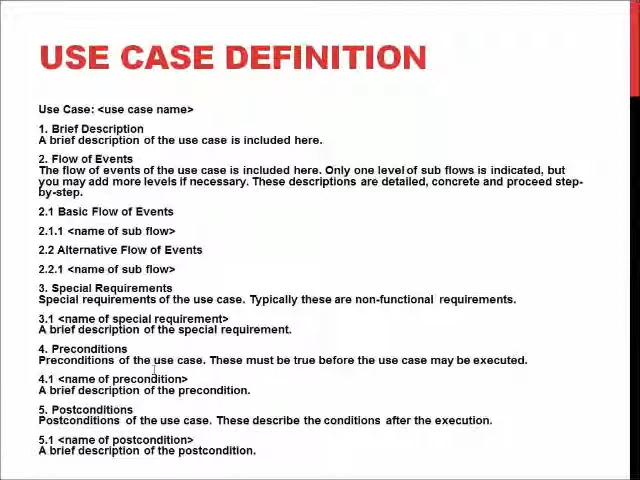 USE CASE DEFINITION
Use Case: <use case name>
1. Brief Description
A brief description of the use case is included here.
2. Flow of Events
The flow of events of the use case is included here. Only one level of sub flows is indicated, but
you may add more levels if necessary. These descriptions are detailed, concrete and proceed step-
by-step.
2.1 Basic Flow of Events
2.1.1 <name of sub flow>
2.2 Alternative Flow of Events
2.2.1 <name of sub flow>
3. Special Requirements
Special requirements of the use case. Typically these are non-functional requirements.
3.1 <name of special requirement>
A brief description of the special requirement.
4. Preconditions
Preconditions of the use case. These must be true before the use case may be executed.
4.1 <name of precondition>
A brief description of the precondition.
5. Postconditions
Postconditions of the use case. These describe the conditions after the execution.
5.1 <name of postcondition>
A brief description of the postcondition.